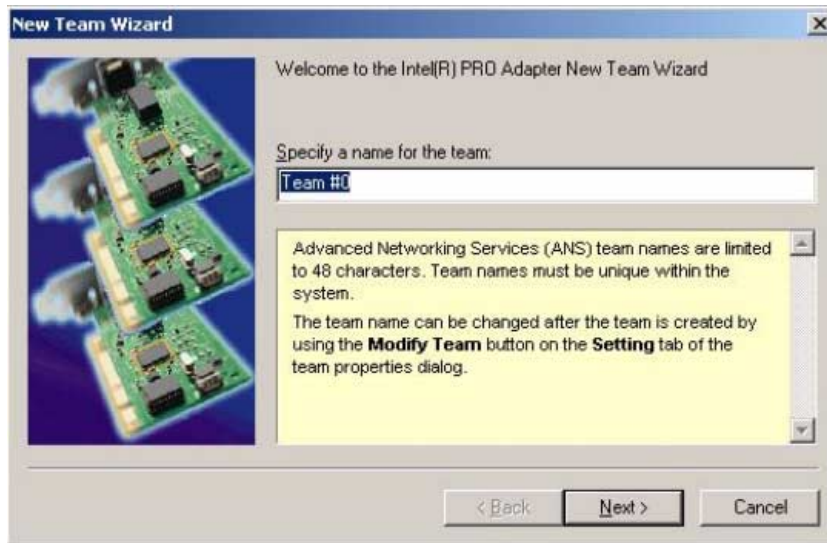 New Team Wizard
Welcome to the Intel(R) PRO Adapter New Team Wizard
Specify a name for the team:
Team #0
Advanced Networking Services (ANS) team names are limited
to 48 characters. Team names must be unique within the
system.
The team name can be changed after the team is created by
using the Modify Team button on the Setting tab of the
team properties dialog.
< Back
Next >
Cancel